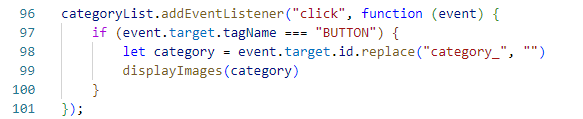 96 categoryList.addEventListener("click", function (event) {
97     if (event.target.tagName === "BUTTON") {
98         let category = event.target.id.replace("category_", "")
99         displayImages(category)
100     }
101 });